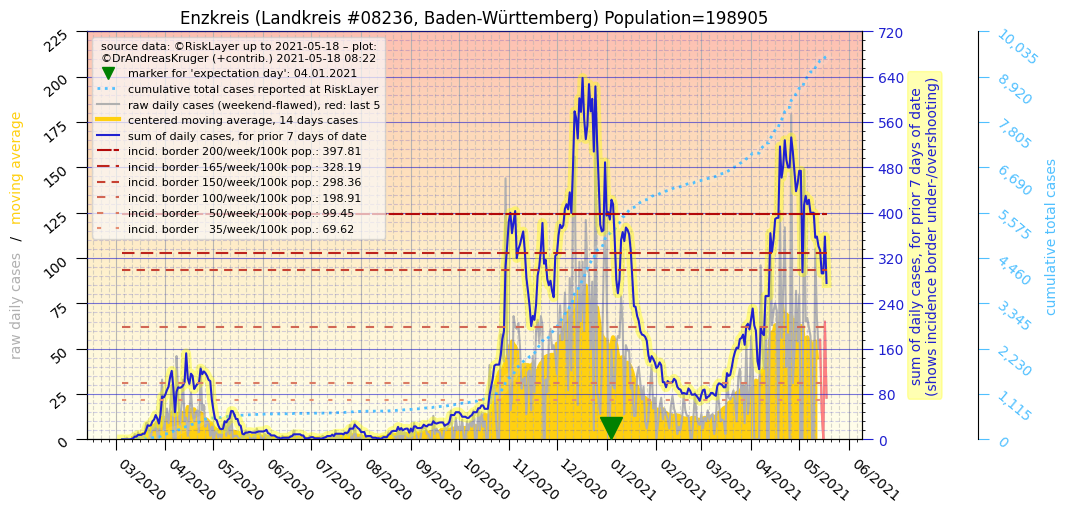 Enzkreis (Landkreis #08236, Baden-Württemberg) Population=198905
source data: ©RiskLayer up to 2021-05-18 – plot:
©DrAndreasKruger (+contrib.) 2021-05-18 08:22
marker for 'expectation day': 04.01.2021
cumulative total cases reported at RiskLayer
raw daily cases (weekend-flawed), red: last 5
centered moving average, 14 days cases
sum of daily cases, for prior 7 days of date
incid. border 200/week/100k pop.: 397.81
incid. border 165/week/100k pop.: 328.19
incid. border 150/week/100k pop.: 298.36
incid. border 100/week/100k pop.: 198.91
incid. border 50/week/100k pop.: 99.45
incid. border 35/week/100k pop.: 69.62
raw daily cases / moving average
225
200
175
150
125
100
75
50
25
0
03/2020
04/2020
05/2020
06/2020
07/2020
08/2020
09/2020
10/2020
11/2020
12/2020
01/2021
02/2021
03/2021
04/2021
05/2021
06/2021
720
640
560
480
400
320
240
160
80
0
sum of daily cases, for prior 7 days of date
(shows incidence border under-/overshooting)
10,035
8,920
7,805
6,690
5,575
4,460
3,345
2,230
1,115
0
cumulative total cases